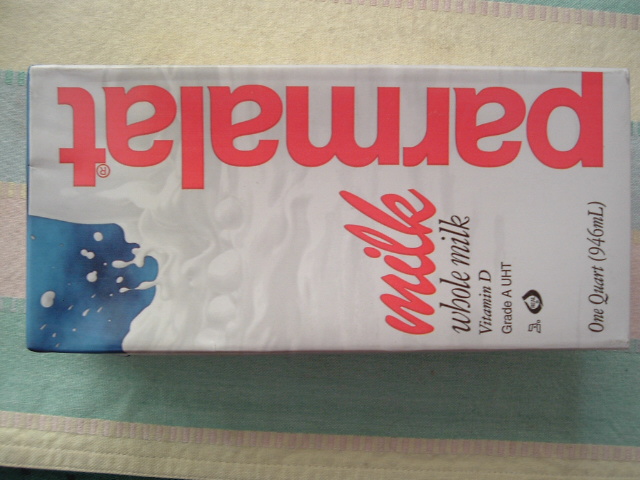 parmalat®
milk
whole milk
Vitamin D
Grade A UHT
One Quart (946mL)